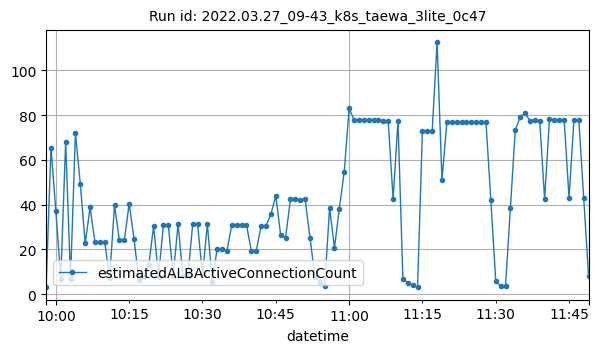 Run id: 2022.03.27_09-43_k8s_taewa_3lite_0c47
100
80
60
40
20
0
estimatedALBActiveConnectionCount
10:00 10:15 10:30 10:45 11:00 11:15 11:30 11:45
datetime